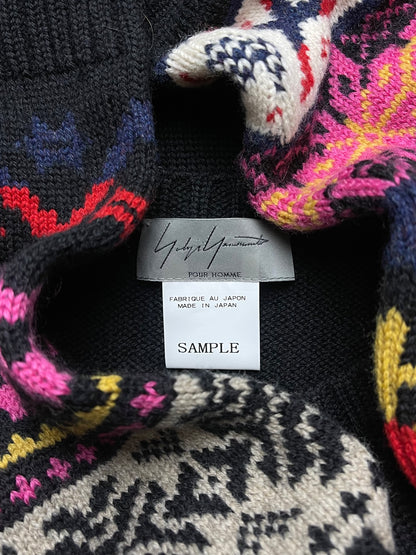 Yohji Yamamoto
POUR HOMME
FABRIQUE AU JAPON
MADE IN JAPAN
SAMPLE